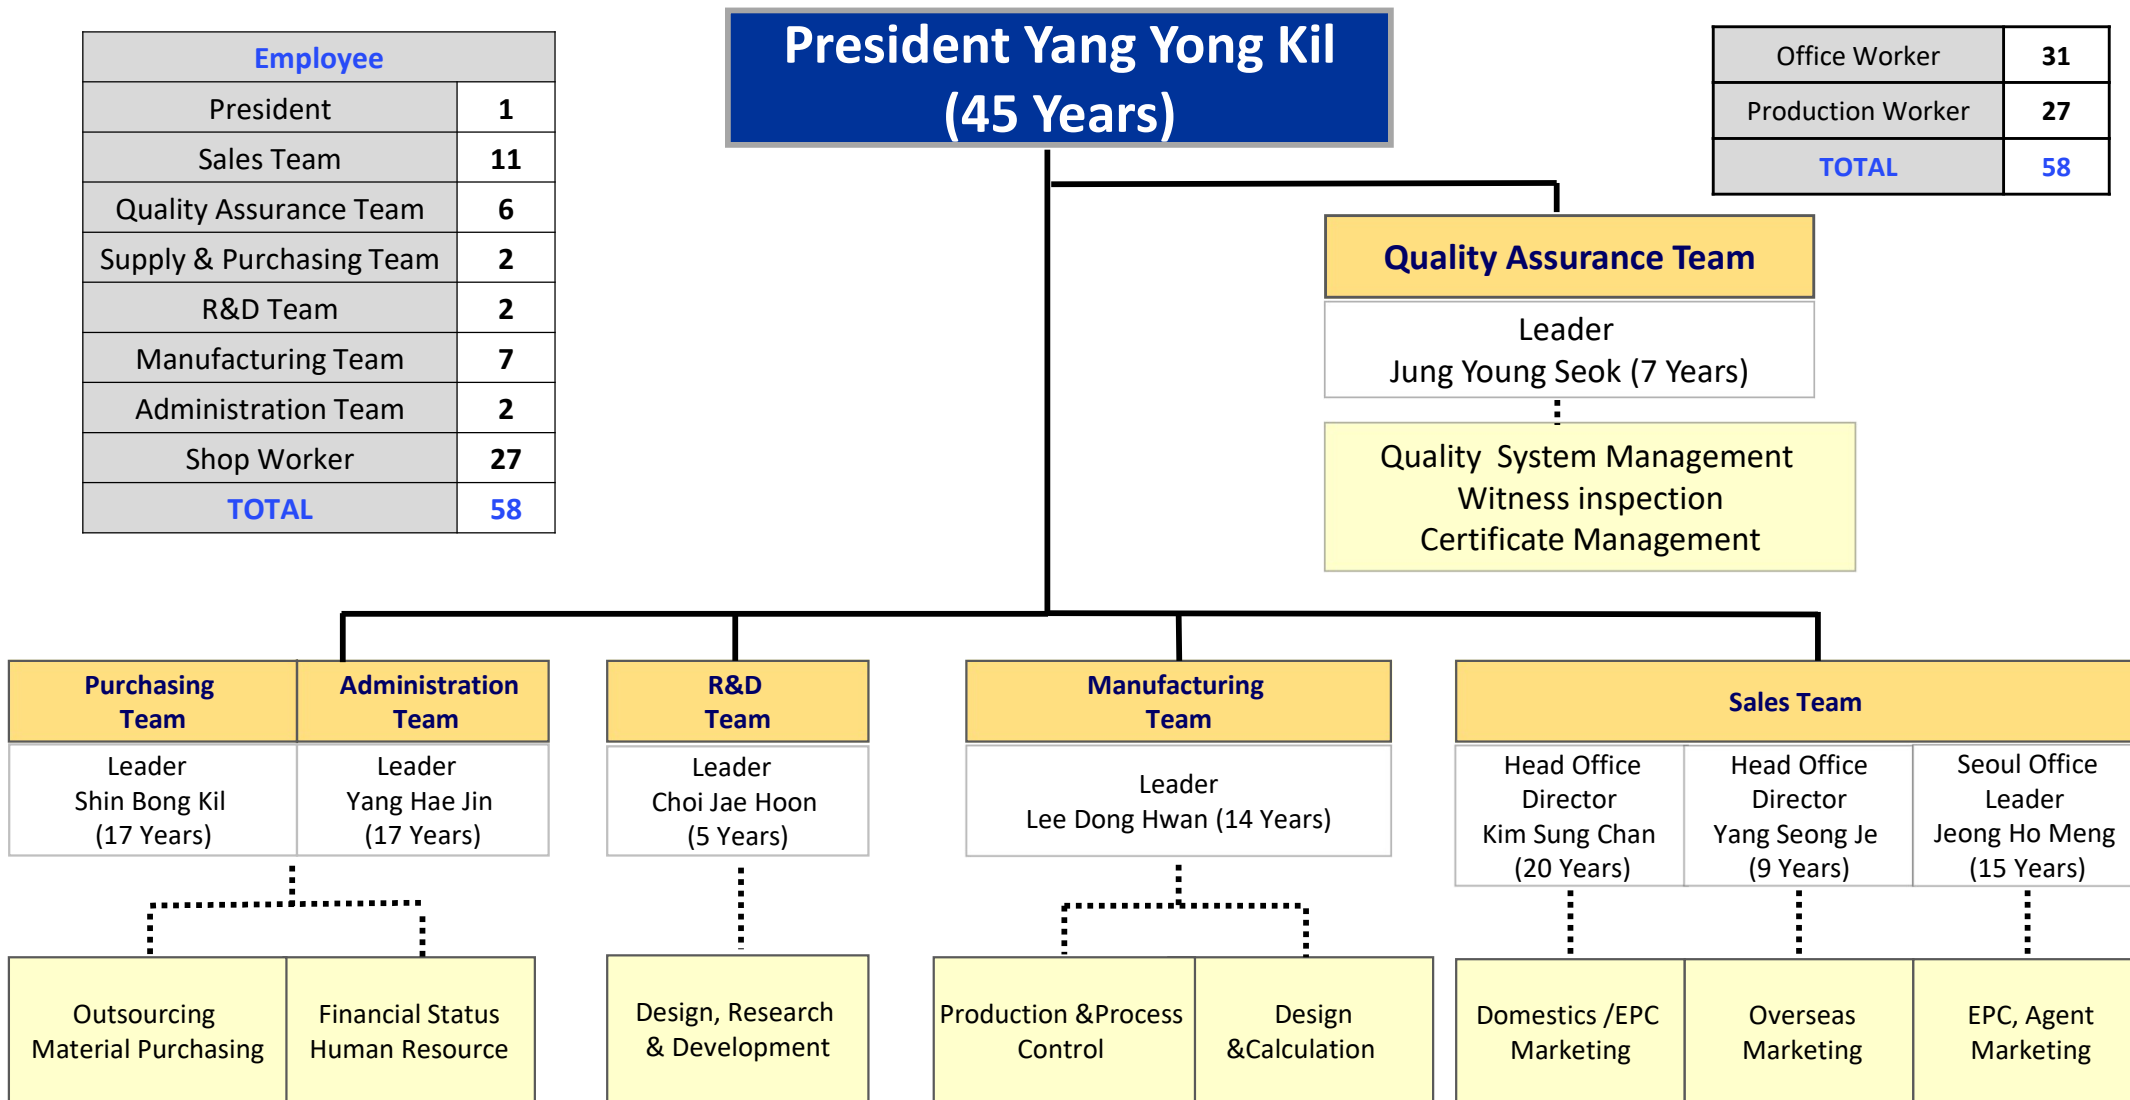 President Yang Yong Kil
(45 Years)
Employee
President 1
Sales Team 11
Quality Assurance Team 6
Supply & Purchasing Team 2
R&D Team 2
Manufacturing Team 7
Administration Team 2
Shop Worker 27
TOTAL 58
Office Worker 31
Production Worker 27
TOTAL 58
Quality Assurance Team
Leader
Jung Young Seok (7 Years)
Quality System Management
Witness inspection
Certificate Management
Purchasing
Team
Leader
Shin Bong Kil
(17 Years)
Administration
Team
Leader
Yang Hae Jin
(17 Years)
Outsourcing
Material Purchasing
Financial Status
Human Resource
R&D
Team
Leader
Choi Jae Hoon
(5 Years)
Design, Research
& Development
Manufacturing
Team
Leader
Lee Dong Hwan (14 Years)
Production &Process
Control
Design
&Calculation
Sales Team
Head Office
Director
Kim Sung Chan
(20 Years)
Head Office
Director
Yang Seong Je
(9 Years)
Seoul Office
Leader
Jeong Ho Meng
(15 Years)
Domestics /EPC
Marketing
Overseas
Marketing
EPC, Agent
Marketing